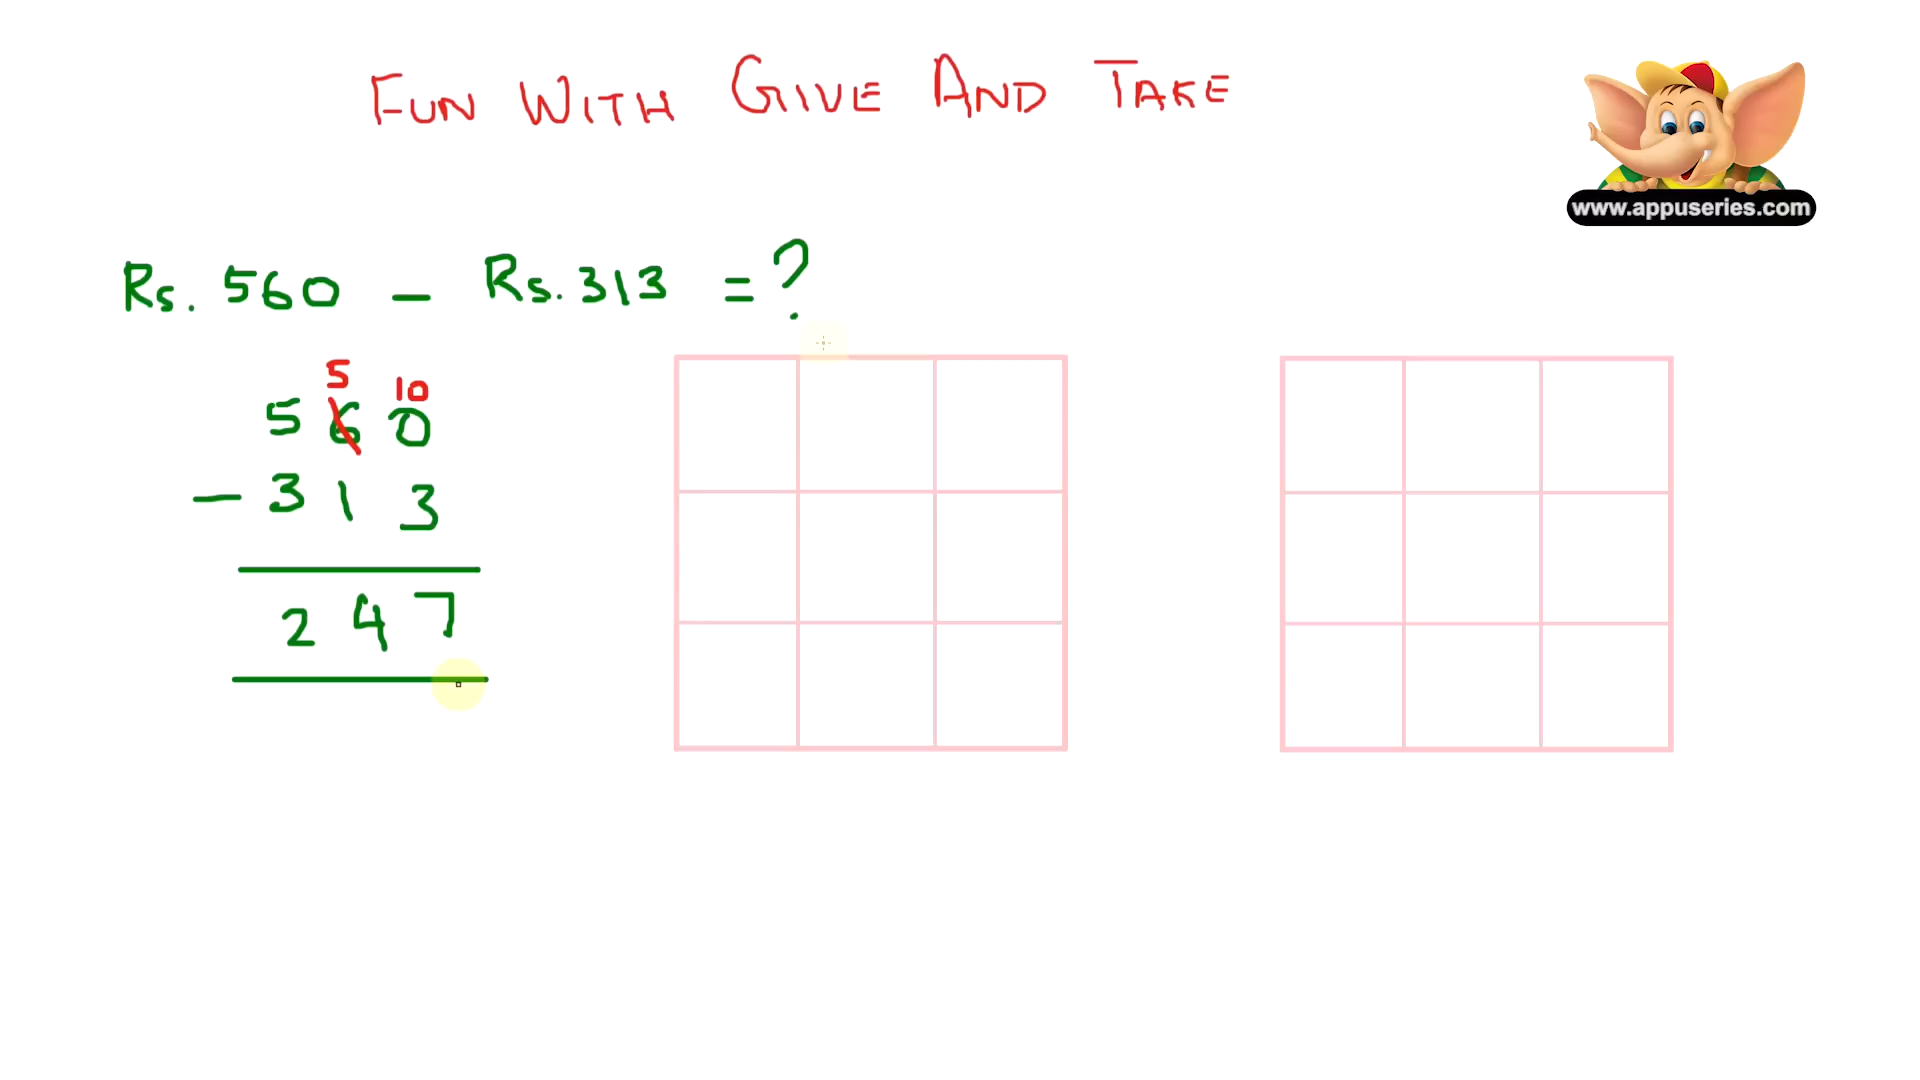 FUN WITH GIVE AND TAKE
www.appuseries.com
Rs. 560 - Rs. 313 = ?
5 10
5 6 0
- 3 1 3
2 4 7